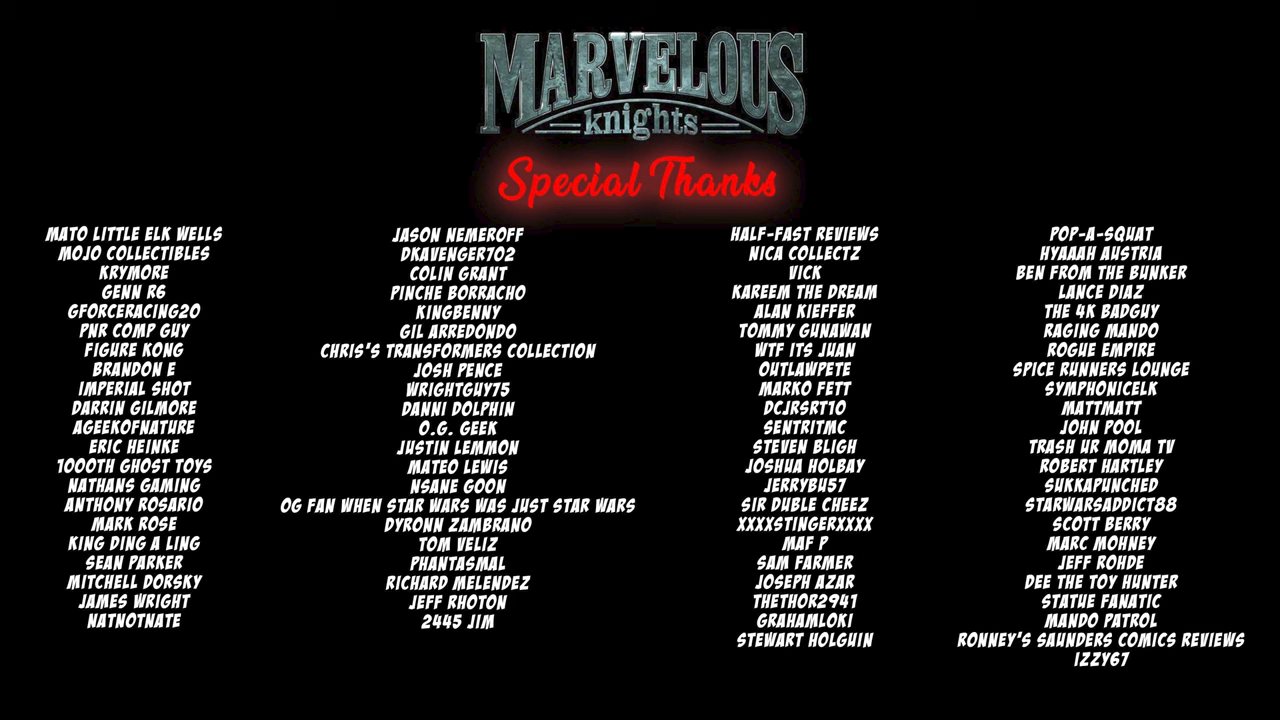 MARVELOUS
knights
Special Thanks
MATO LITTLE ELK WELLS
MOJO COLLECTIBLES
KRYMORE
GENN R6
GFORCERACING20
PNR COMP GUY
FIGURE KONG
BRANDON E
IMPERIAL SHOT
DARRIN GILMORE
AGEEKOFNATURE
ERIC HEINKE
1000TH GHOST TOYS
NATHANS GAMING
ANTHONY ROSARIO
MARK ROSE
KING DING A LING
SEAN PARKER
MITCHELL DORSKY
JAMES WRIGHT
NATNOTNATE
JASON NEMEROFF
DKAVENGER702
COLIN GRANT
PINCHE BORRACHO
KINGBENNY
GIL ARREDONDO
CHRIS'S TRANSFORMERS COLLECTION
JOSH PENCE
WRIGHTGUY75
DANNI DOLPHIN
O.G. GEEK
JUSTIN LEMMON
MATEO LEWIS
NSANE GOON
OG FAN WHEN STAR WARS WAS JUST STAR WARS
DYRONN ZAMBRANO
TOM VELIZ
PHANTASMAL
RICHARD MELENDEZ
JEFF RHOTON
2445 JIM
HALF-FAST REVIEWS
NICA COLLECTZ
VICK
KAREEM THE DREAM
ALAN KIEFFER
TOMMY GUNAWAN
WTF ITS JUAN
OUTLAWPETE
MARKO FETT
DCJRSRT10
SENTRITMC
STEVEN BLIGH
JOSHUA HOLBAY
JERRYBU57
SIR DUBLE CHEEZ
XXXXSTINGERXXXX
MAF P
SAM FARMER
JOSEPH AZAR
THETHOR2941
GRAHAMLOKI
STEWART HOLGUIN
POP-A-SQUAT
HYAAAH AUSTRIA
BEN FROM THE BUNKER
LANCE DIAZ
THE 4K BADGUY
RAGING MANDO
ROGUE EMPIRE
SPICE RUNNERS LOUNGE
SYMPHONICELK
MATTMATT
JOHN POOL
TRASH UR MOMA TV
ROBERT HARTLEY
SUKKAPUNCHED
STARWARSADDICT88
SCOTT BERRY
MARC MOHNEY
JEFF ROHDE
DEE THE TOY HUNTER
STATUE FANATIC
MANDO PATROL
RONNEY'S SAUNDERS COMICS REVIEWS
IZZY67